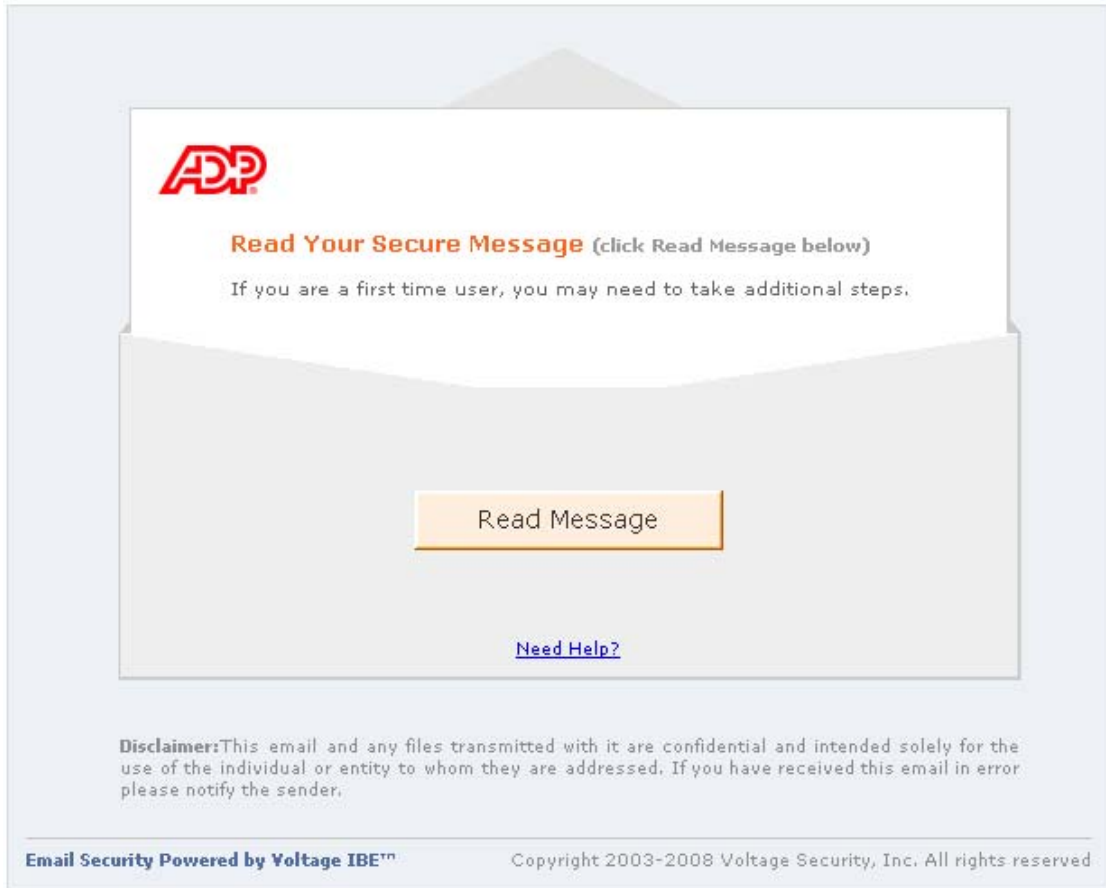 ADP
Read Your Secure Message (click Read Message below)
If you are a first time user, you may need to take additional steps.
Read Message
Need Help?
Disclaimer:This email and any files transmitted with it are confidential and intended solely for the
use of the individual or entity to whom they are addressed. If you have received this email in error
please notify the sender.
Email Security Powered by Voltage IBE™ Copyright 2003-2008 Voltage Security, Inc. All rights reserved